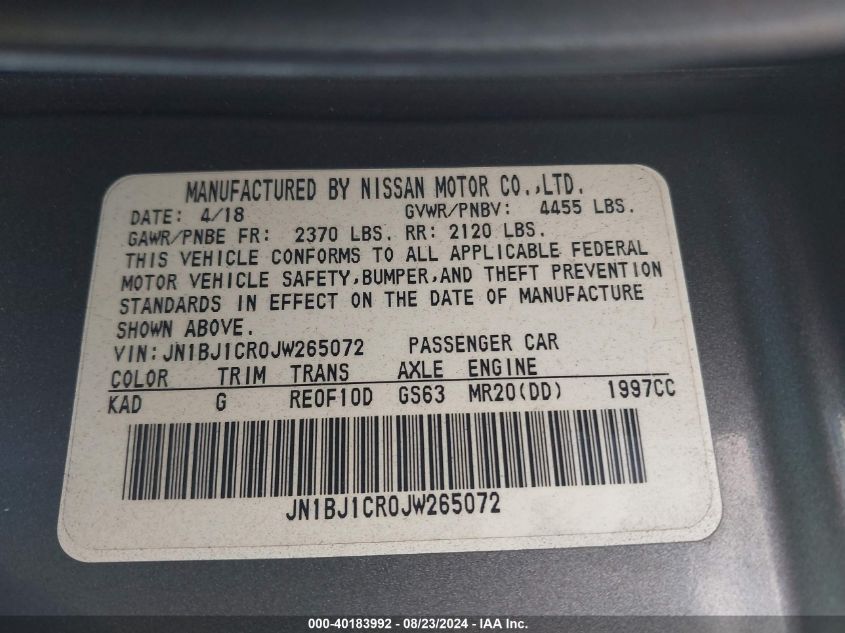 MANUFACTURED BY NISSAN MOTOR CO.,LTD.
DATE: 4/18 GVWR/PNBV: 4455 LBS.
GAWR/PNBE FR: 2370 LBS. RR: 2120 LBS.
THIS VEHICLE CONFORMS TO ALL APPLICABLE FEDERAL
MOTOR VEHICLE SAFETY,BUMPER,AND THEFT PREVENTION
STANDARDS IN EFFECT ON THE DATE OF MANUFACTURE
SHOWN ABOVE.
VIN:JN1BJ1CR0JW265072 PASSENGER CAR
COLOR TRIM TRANS AXLE ENGINE
KAD G RE0F10D GS63 MR20(DD) 1997CC
JN1BJ1CR0JW265072
000-40183992 - 08/23/2024 - IAA Inc.